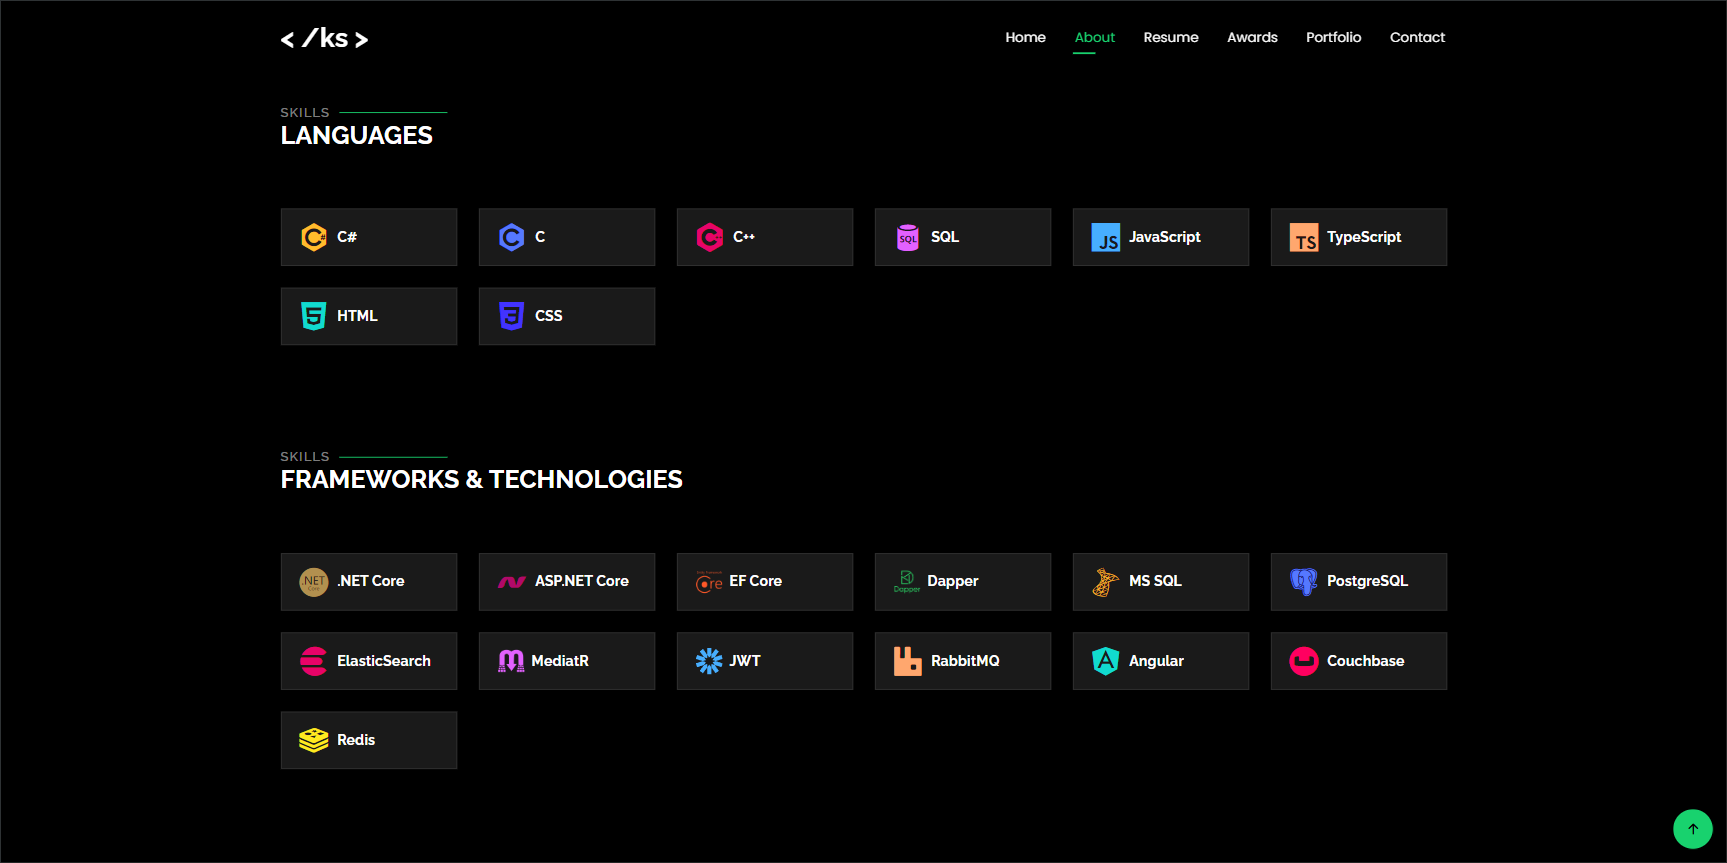 < /ks >
Home About Resume Awards Portfolio Contact
SKILLS
LANGUAGES
C# C C++ SQL JavaScript TypeScript
HTML CSS
SKILLS
FRAMEWORKS & TECHNOLOGIES
.NET Core ASP.NET Core EF Core Dapper MS SQL PostgreSQL
ElasticSearch MediatR JWT RabbitMQ Angular Couchbase
Redis